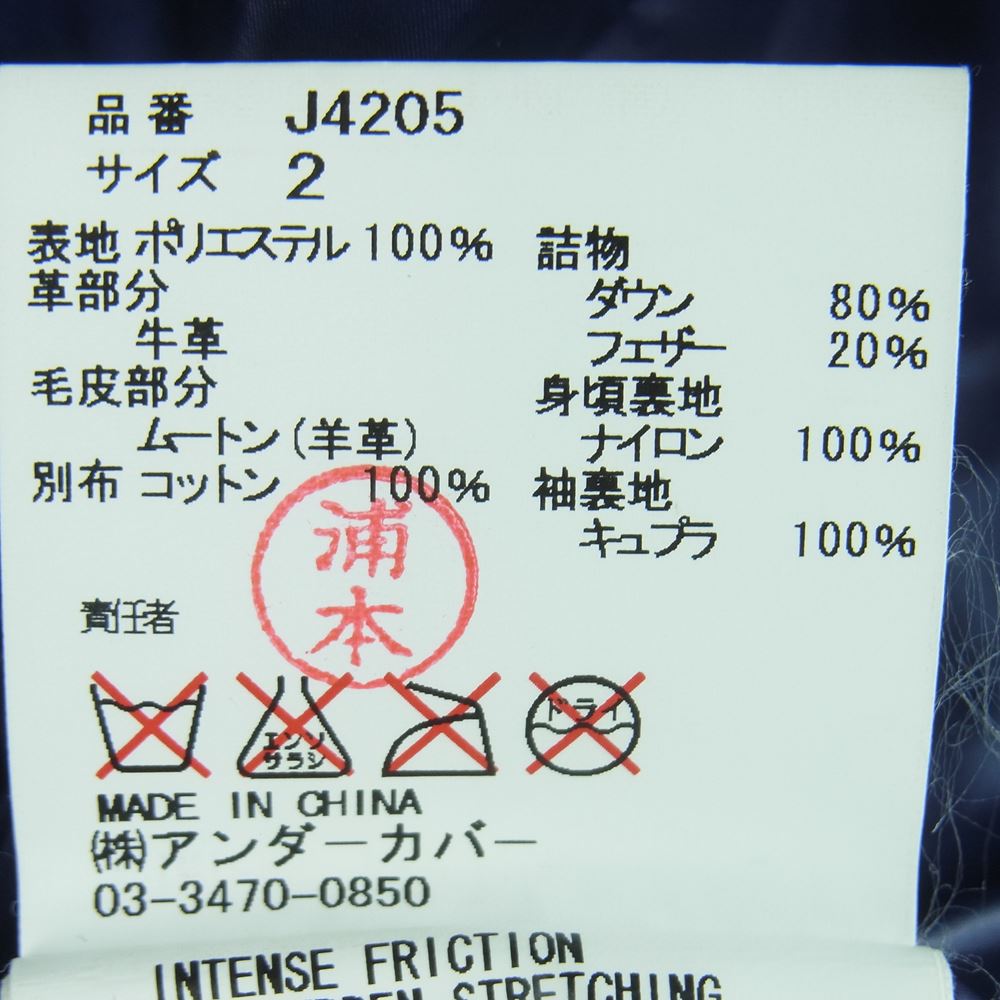 品番 J4205
サイズ 2
表地 ポリエステル 100%
革部分
牛革
毛皮部分
ムートン(羊革)
別布 コットン 100%
詰物
ダウン 80%
フェザー 20%
身頃裏地
ナイロン 100%
袖裏地
キュプラ 100%
浦本
責任者
エンソ
サラシ
ドライ
MADE IN CHINA
㈱アンダーカバー
03-3470-0850
INTENSE FRICTION
STRETCHING